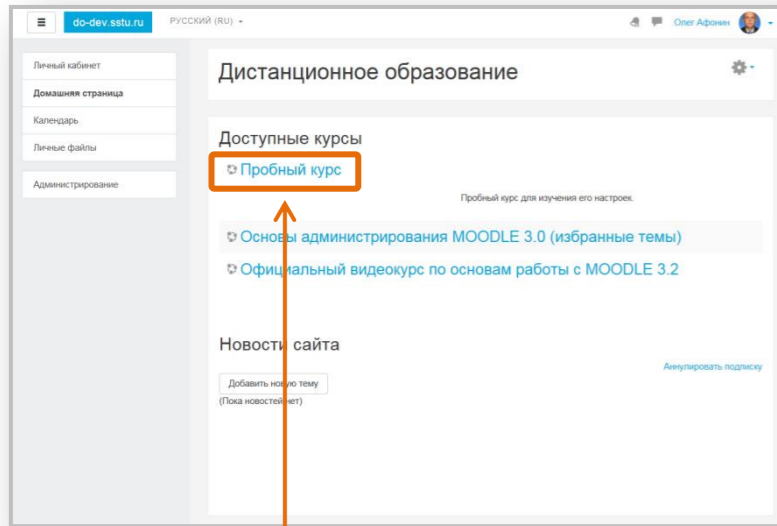 do-dev.sstu.ru РУССКИЙ (RU)
Олег Афонин
Личный кабинет
Домашняя страница
Календарь
Личные файлы
Администрирование
Дистанционное образование
Доступные курсы
Пробный курс
Пробный курс для изучения его настроек.
Основы администрирования MOODLE 3.0 (избранные темы)
Официальный видеокурс по основам работы с MOODLE 3.2
Новости сайта
Аннулировать подписку
Добавить новую тему
(Пока новостей нет)